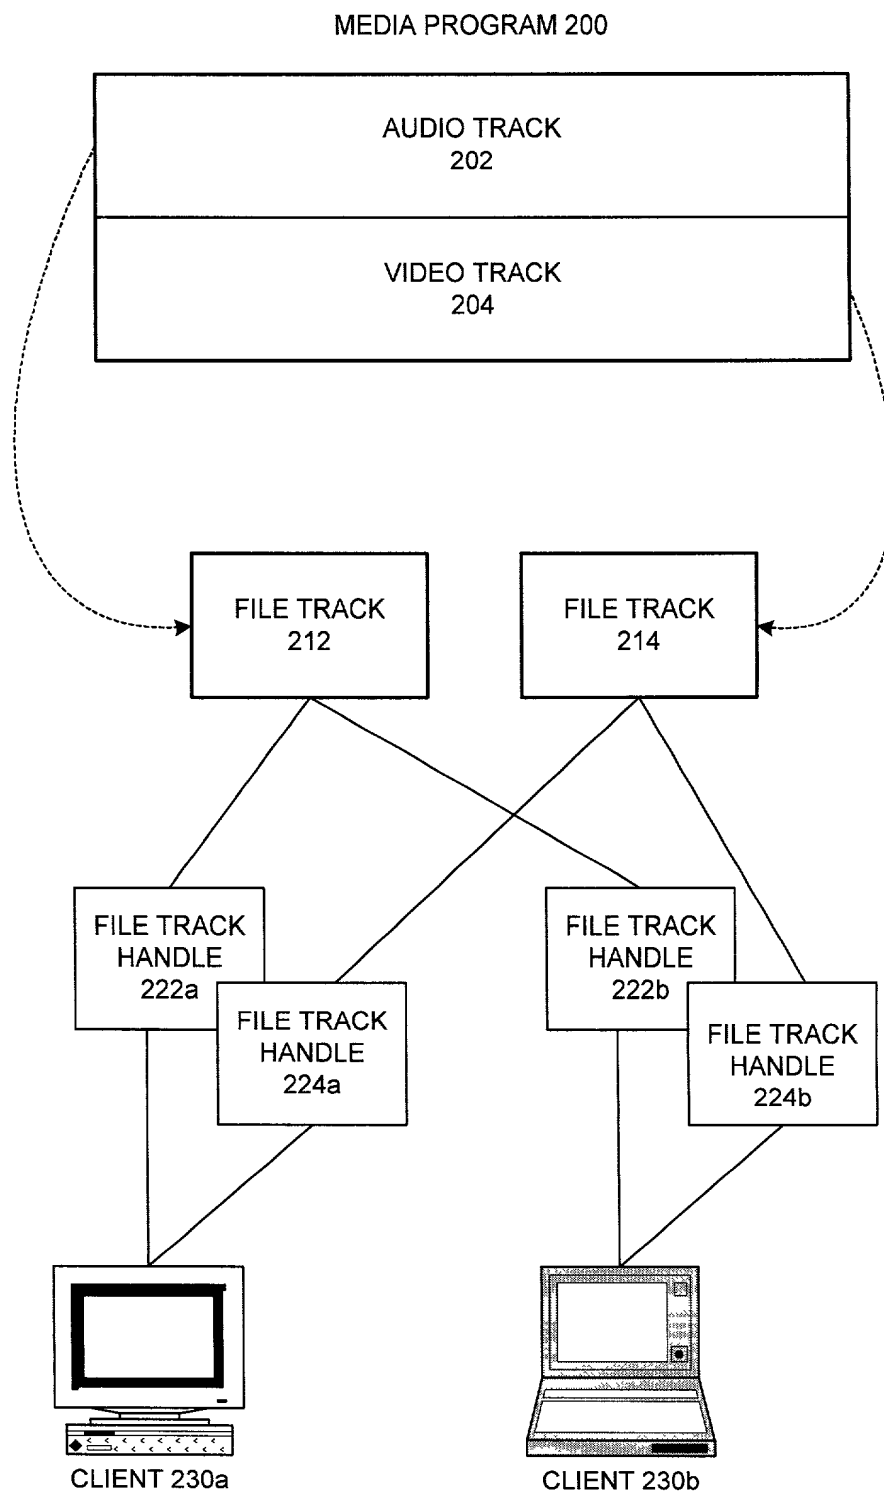 MEDIA PROGRAM 200
AUDIO TRACK
202
VIDEO TRACK
204
FILE TRACK
212
FILE TRACK
214
FILE TRACK
HANDLE
222a
FILE TRACK
HANDLE
224a
FILE TRACK
HANDLE
222b
FILE TRACK
HANDLE
224b
CLIENT 230a
CLIENT 230b